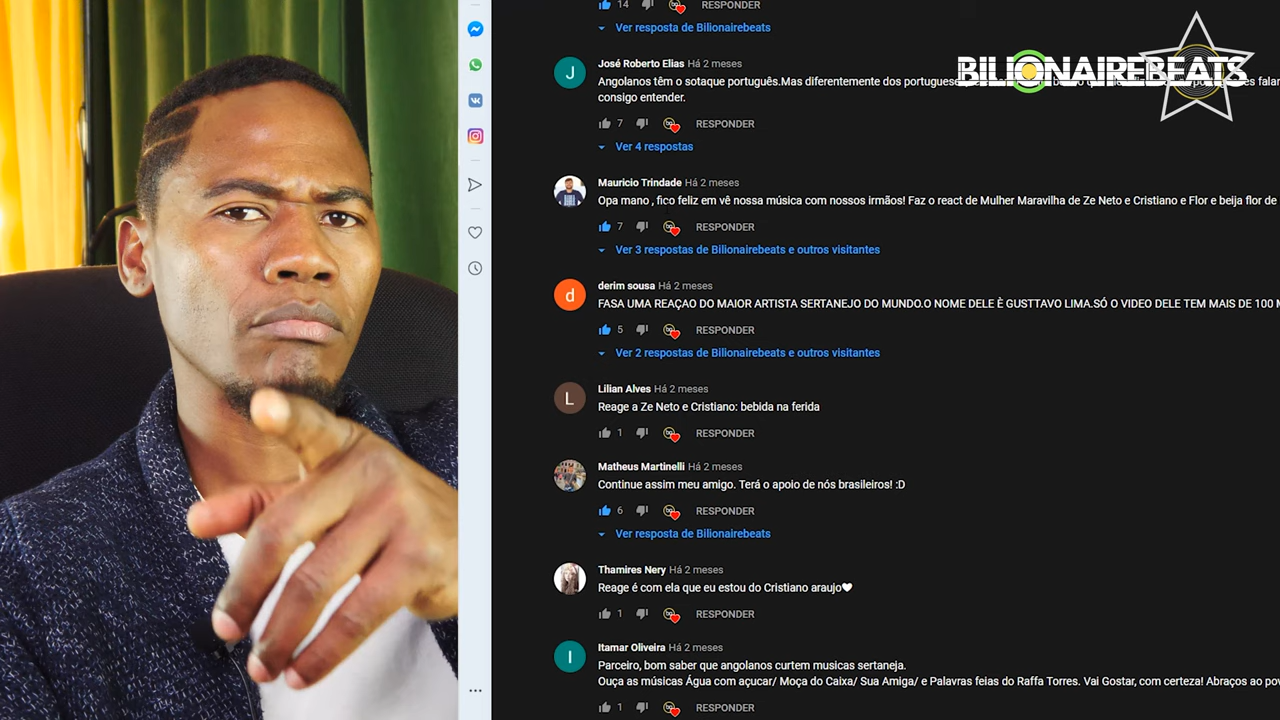 14 RESPONDER
Ver resposta de Bilionairebeats
BILIONAIREBEATS
José Roberto Elias Há 2 meses
Angolanos têm o sotaque português.Mas diferentemente dos portugueses
consigo entender.
7 RESPONDER
Ver 4 respostas
Mauricio Trindade Há 2 meses
Opa mano , fico feliz em vê nossa música com nossos irmãos! Faz o react de Mulher Maravilha de Ze Neto e Cristiano e Flor e beija flor de
7 RESPONDER
Ver 3 respostas de Bilionairebeats e outros visitantes
derim sousa Há 2 meses
FASA UMA REAÇAO DO MAIOR ARTISTA SERTANEJO DO MUNDO.O NOME DELE È GUSTTAVO LIMA.SÓ O VIDEO DELE TEM MAIS DE 100
5 RESPONDER
Ver 2 respostas de Bilionairebeats e outros visitantes
Lilian Alves Há 2 meses
Reage a Ze Neto e Cristiano: bebida na ferida
1 RESPONDER
Matheus Martinelli Há 2 meses
Continue assim meu amigo. Terá o apoio de nós brasileiros! :D
6 RESPONDER
Ver resposta de Bilionairebeats
Thamires Nery Há 2 meses
Reage é com ela que eu estou do Cristiano araujo🖤
1 RESPONDER
Itamar Oliveira Há 2 meses
Parceiro, bom saber que angolanos curtem musicas sertaneja.
Ouça as músicas Água com açucar/ Moça do Caixa/ Sua Amiga/ e Palavras feias do Raffa Torres. Vai Gostar, com certeza! Abraços ao
1 RESPONDER